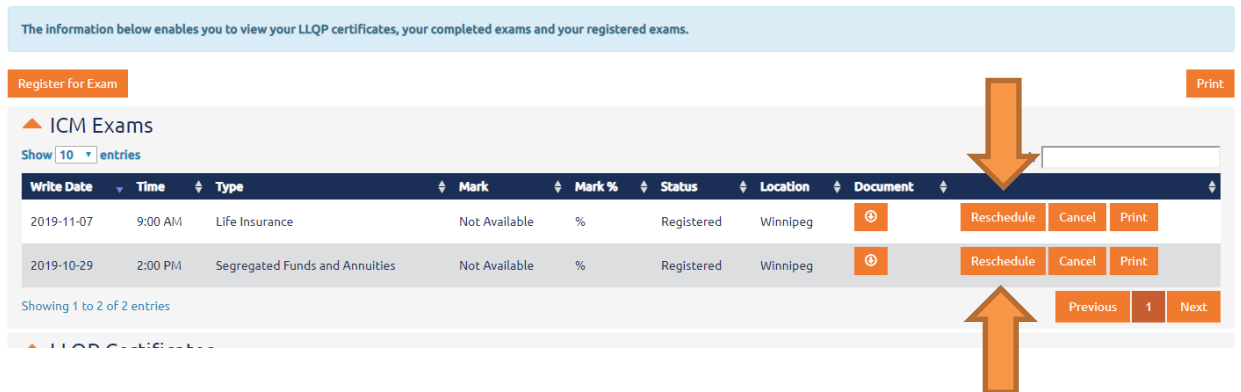 The information below enables you to view your LLQP certificates, your completed exams and your registered exams.
Register for Exam
Print
ICM Exams
Show 10 entries
Write Date Time Type Mark Mark % Status Location Document
2019-11-07 9:00 AM Life Insurance Not Available % Registered Winnipeg Reschedule Cancel Print
2019-10-29 2:00 PM Segregated Funds and Annuities Not Available % Registered Winnipeg Reschedule Cancel Print
Showing 1 to 2 of 2 entries
Previous 1 Next